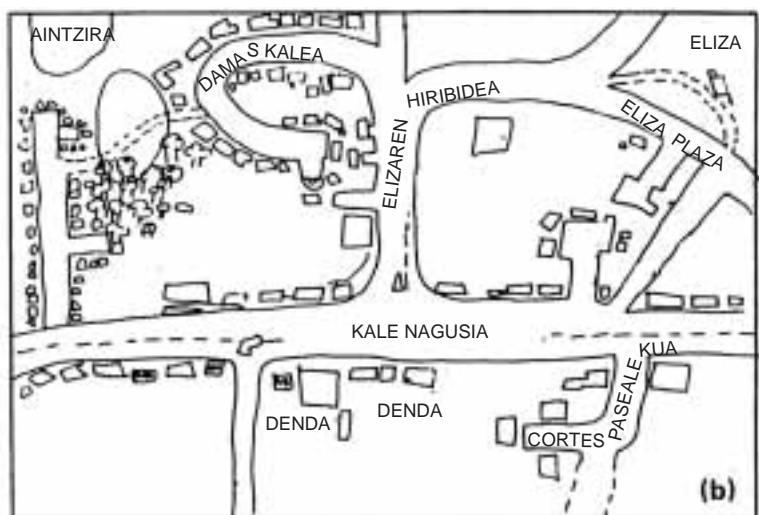 AINTZIRA
DAMAS KALEA
ELIZA
HIRIBIDEA
ELIZAREN
ELIZA PLAZA
KALE NAGUSIA
PASEALEKUA
DENDA
DENDA
CORTES
(b)